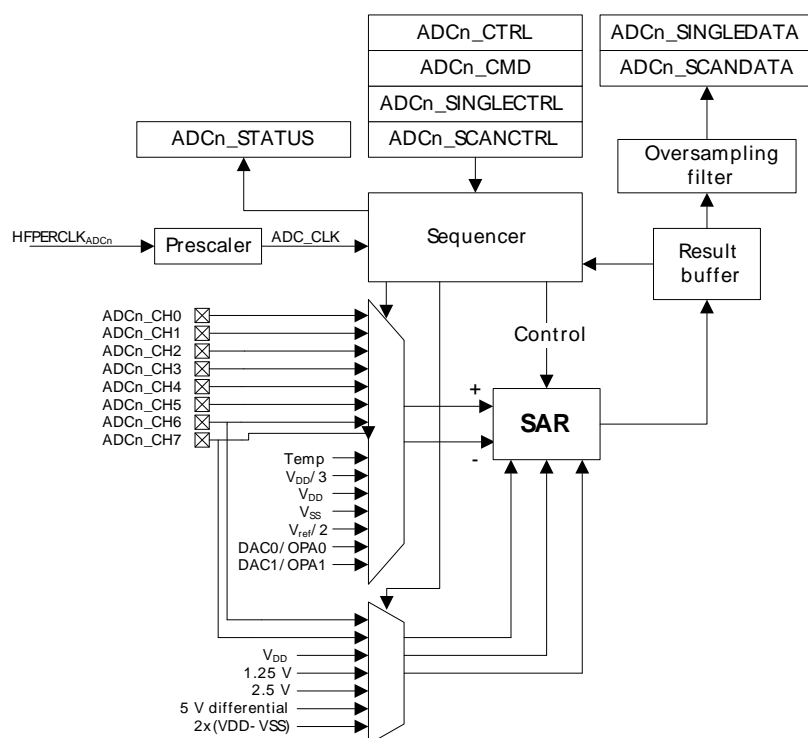 ADCn_CTRL
ADCn_CMD
ADCn_SINGLECTRL
ADCn_SCANCTRL
ADCn_SINGLEDATA
ADCn_SCANDATA
ADCn_STATUS
Oversampling
filter
HFPERCLKADCn
Prescaler
ADC_CLK
Sequencer
Result
buffer
ADCn_CH0
ADCn_CH1
ADCn_CH2
ADCn_CH3
ADCn_CH4
ADCn_CH5
ADCn_CH6
ADCn_CH7
Control
+
SAR
-
Temp
VDD/3
VDD
VSS
Vref/2
DAC0/OPA0
DAC1/OPA1
VDD
1.25 V
2.5 V
5 V differential
2x(VDD-VSS)